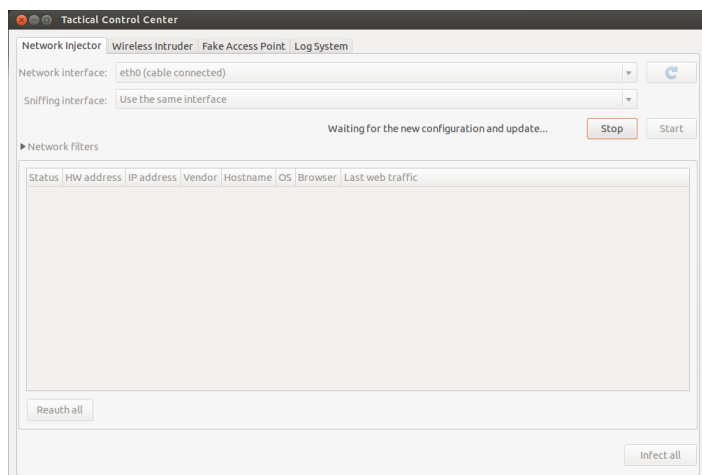 Tactical Control Center
Network Injector Wireless Intruder Fake Access Point Log System
Network interface: eth0 (cable connected)
Sniffing interface: Use the same interface
Waiting for the new configuration and update... Stop Start
Network filters
Status HW address IP address Vendor Hostname OS Browser Last web traffic
Reauth all
Infect all